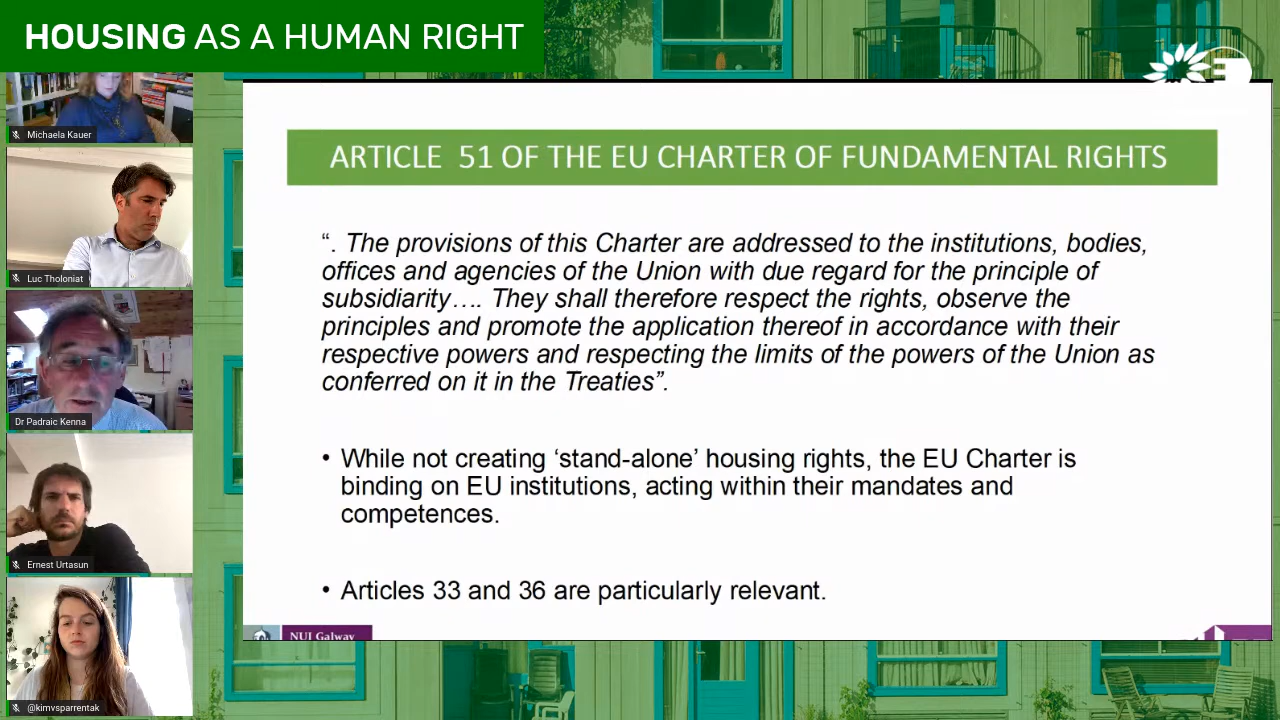 HOUSING AS A HUMAN RIGHT
Michaela Kauer
Luc Tholoniat
Dr Padraic Kenna
Ernest Urtasun
@kimvsparrentak
ARTICLE 51 OF THE EU CHARTER OF FUNDAMENTAL RIGHTS
“. The provisions of this Charter are addressed to the institutions, bodies,
offices and agencies of the Union with due regard for the principle of
subsidiarity…. They shall therefore respect the rights, observe the
principles and promote the application thereof in accordance with their
respective powers and respecting the limits of the powers of the Union as
conferred on it in the Treaties”.
• While not creating ‘stand-alone’ housing rights, the EU Charter is
binding on EU institutions, acting within their mandates and
competences.
• Articles 33 and 36 are particularly relevant.
NUI Galway